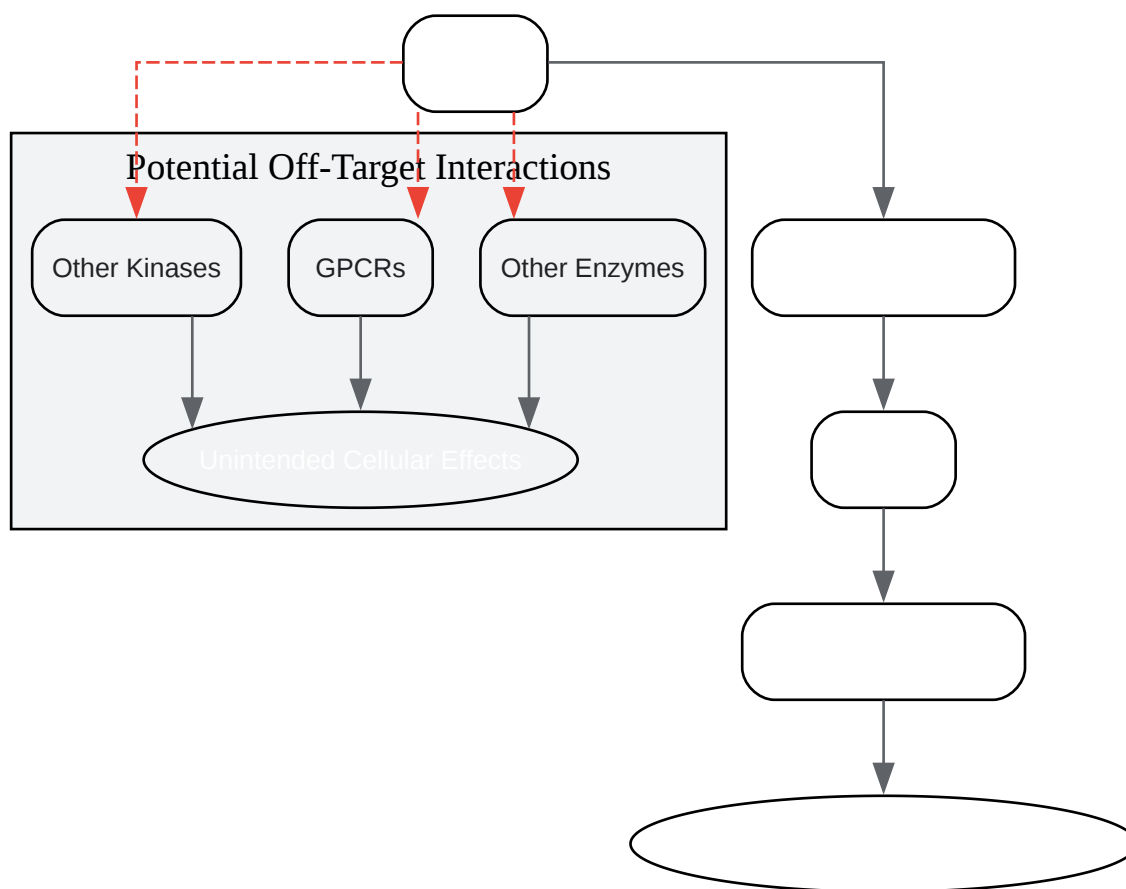 Potential Off-Target Interactions
Other Kinases
GPCRs
Other Enzymes
Unintended Cellular Effects